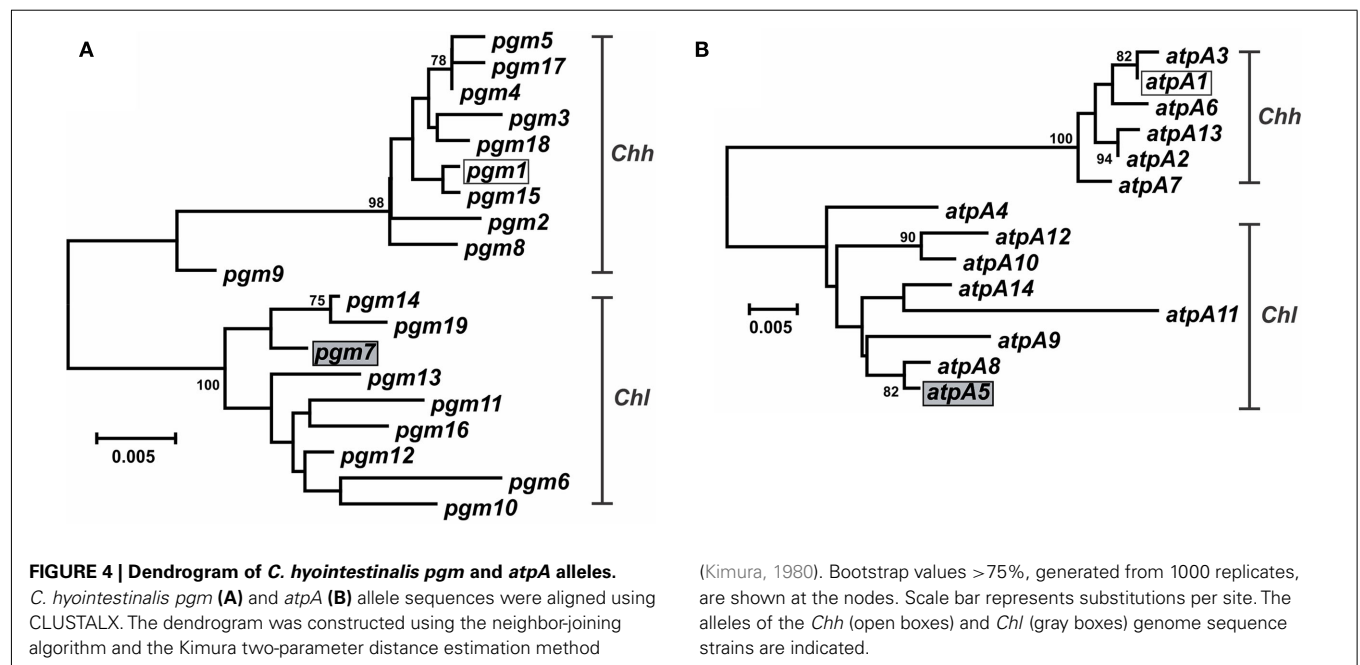 A
pgm5
78
pgm17
pgm4
pgm3
pgm18
pgm1
pgm15
98
pgm2
pgm8
pgm9
Chh
75
pgm14
pgm19
pgm7
100
pgm13
pgm11
pgm16
pgm12
pgm6
pgm10
Chl
0.005
B
82
atpA3
atpA1
atpA6
100
atpA13
94
atpA2
atpA7
Chh
atpA4
90
atpA12
atpA10
atpA14
atpA11
atpA9
atpA8
82
atpA5
Chl
0.005
FIGURE 4 | Dendrogram of C. hyointestinalis pgm and atpA alleles.
C. hyointestinalis pgm (A) and atpA (B) allele sequences were aligned using
CLUSTALX. The dendrogram was constructed using the neighbor-joining
algorithm and the Kimura two-parameter distance estimation method
(Kimura, 1980). Bootstrap values >75%, generated from 1000 replicates,
are shown at the nodes. Scale bar represents substitutions per site. The
alleles of the Chh (open boxes) and Chl (gray boxes) genome sequence
strains are indicated.